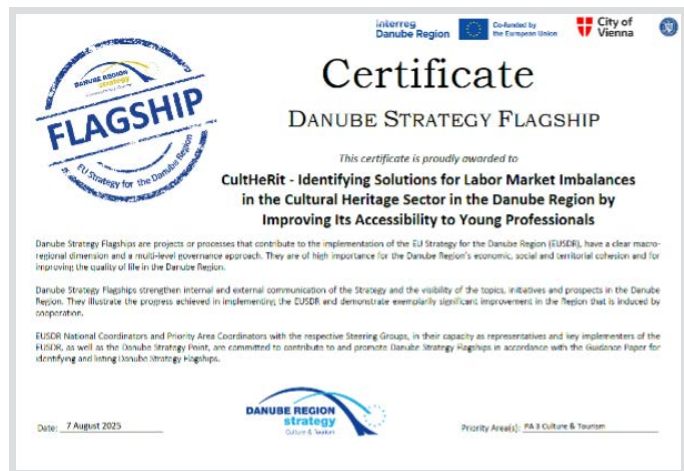 Interreg
Danube Region
Co-funded by
the European Union
City of
Vienna
DANUBE REGION
strategy
FLAGSHIP
EU Strategy for the Danube Region
Certificate
DANUBE STRATEGY FLAGSHIP
This certificate is proudly awarded to
CultHeRit - Identifying Solutions for Labor Market Imbalances
in the Cultural Heritage Sector in the Danube Region by
Improving Its Accessibility to Young Professionals
Danube Strategy Flagships are projects or processes that contribute to the implementation of the EU Strategy for the Danube Region (EUSDR), have a clear macro-
regional dimension and a multi-level governance approach. They are of high importance for the Danube Region's economic, social and territorial cohesion and for
improving the quality of life in the Danube Region.
Danube Strategy Flagships strengthen internal and external communication of the Strategy and the visibility of the topics, initiatives and prospects in the Danube
Region. They illustrate the progress achieved in implementing the EUSDR and demonstrate exemplarily significant improvement in the Region that is induced by
cooperation.
EUSDR National Coordinators and Priority Area Coordinators with the respective Steering Groups, in their capacity as representatives and key implementers of the
EUSDR, as well as the Danube Strategy Point, are committed to contribute to and promote Danube Strategy Flagships in accordance with the Guidance Paper for
identifying and listing Danube Strategy Flagships.
DANUBE REGION
strategy
Culture & Tourism
Date: 7 August 2025
Priority Area(s): PA 3 Culture & Tourism